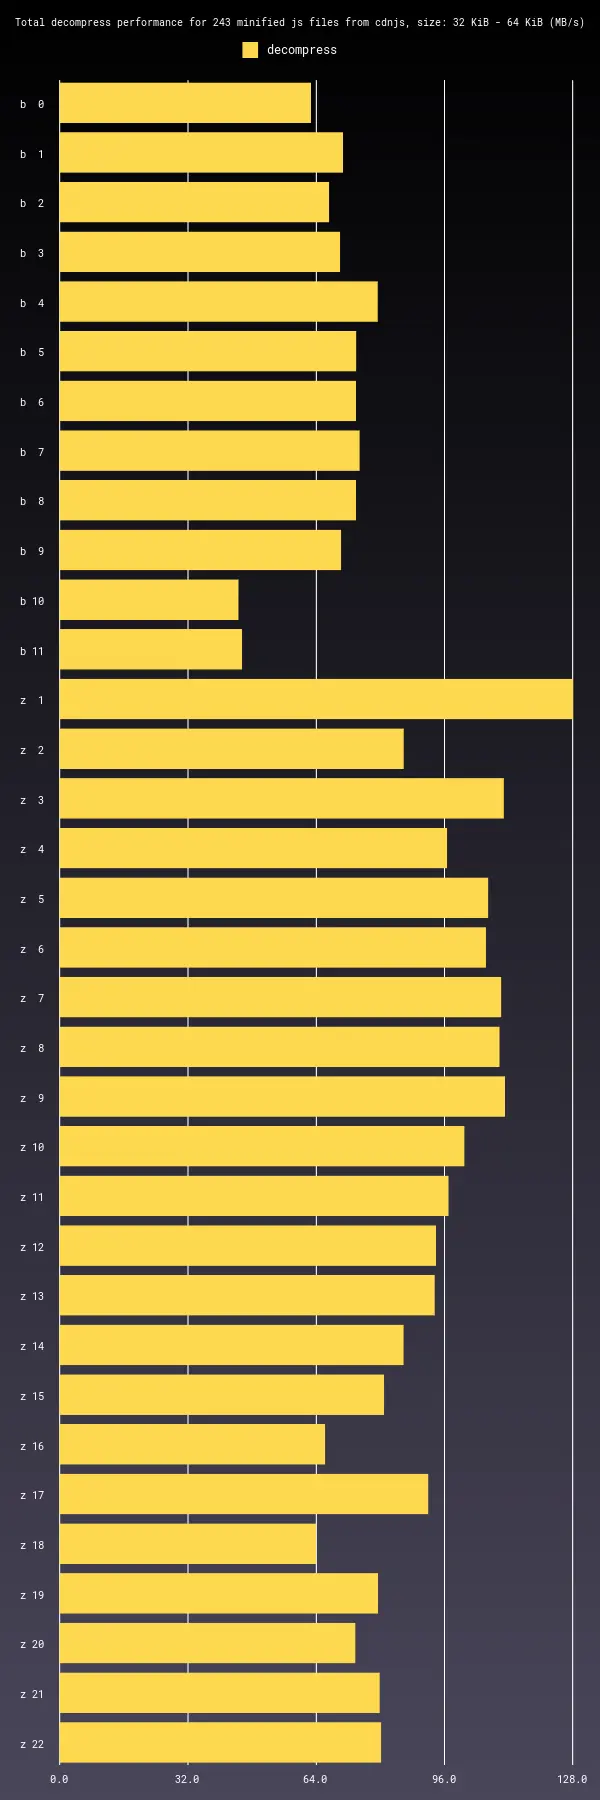 Total decompress performance for 243 minified js files from cdnjs, size: 32 KiB - 64 KiB (MB/s)
decompress
b  0
b  1
b  2
b  3
b  4
b  5
b  6
b  7
b  8
b  9
b 10
b 11
z  1
z  2
z  3
z  4
z  5
z  6
z  7
z  8
z  9
z 10
z 11
z 12
z 13
z 14
z 15
z 16
z 17
z 18
z 19
z 20
z 21
z 22
0.0 32.0 64.0 96.0 128.0